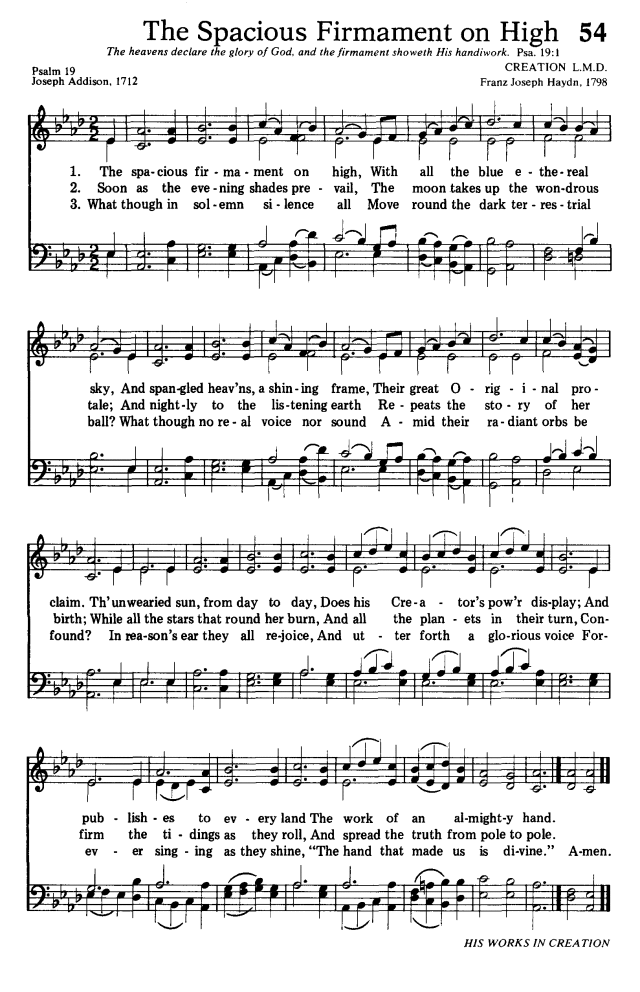 The Spacious Firmament on High 54
The heavens declare the glory of God, and the firmament showeth His handiwork. Psa. 19:1
Psalm 19 CREATION L.M.D.
Joseph Addison, 1712 Franz Joseph Haydn, 1798
1. The spa-cious fir - ma - ment on high, With all the blue e - the-real
2. Soon as the eve-ning shades pre - vail, The moon takes up the won-drous
3. What though in sol-emn si - lence all Move round the dark ter - res - trial
sky, And span-gled heav'ns, a shin-ing frame, Their great O - rig - i - nal pro-
tale; And night-ly to the lis-tening earth Re - peats the sto - ry of her
ball? What though no re - al voice nor sound A - mid their ra - diant orbs be
claim. Th' unwearied sun, from day to day, Does his Cre - a - tor's pow'r dis-play; And
birth; While all the stars that round her burn, And all the plan - ets in their turn, Con-
found? In rea-son's ear they all re-joice, And ut - ter forth a glo-rious voice For-
pub - lish - es to ev - ery land The work of an al-might-y hand.
firm the ti - dings as they roll, And spread the truth from pole to pole.
ev - er sing - ing as they shine, “The hand that made us is di-vine.” A-men.
HIS WORKS IN CREATION